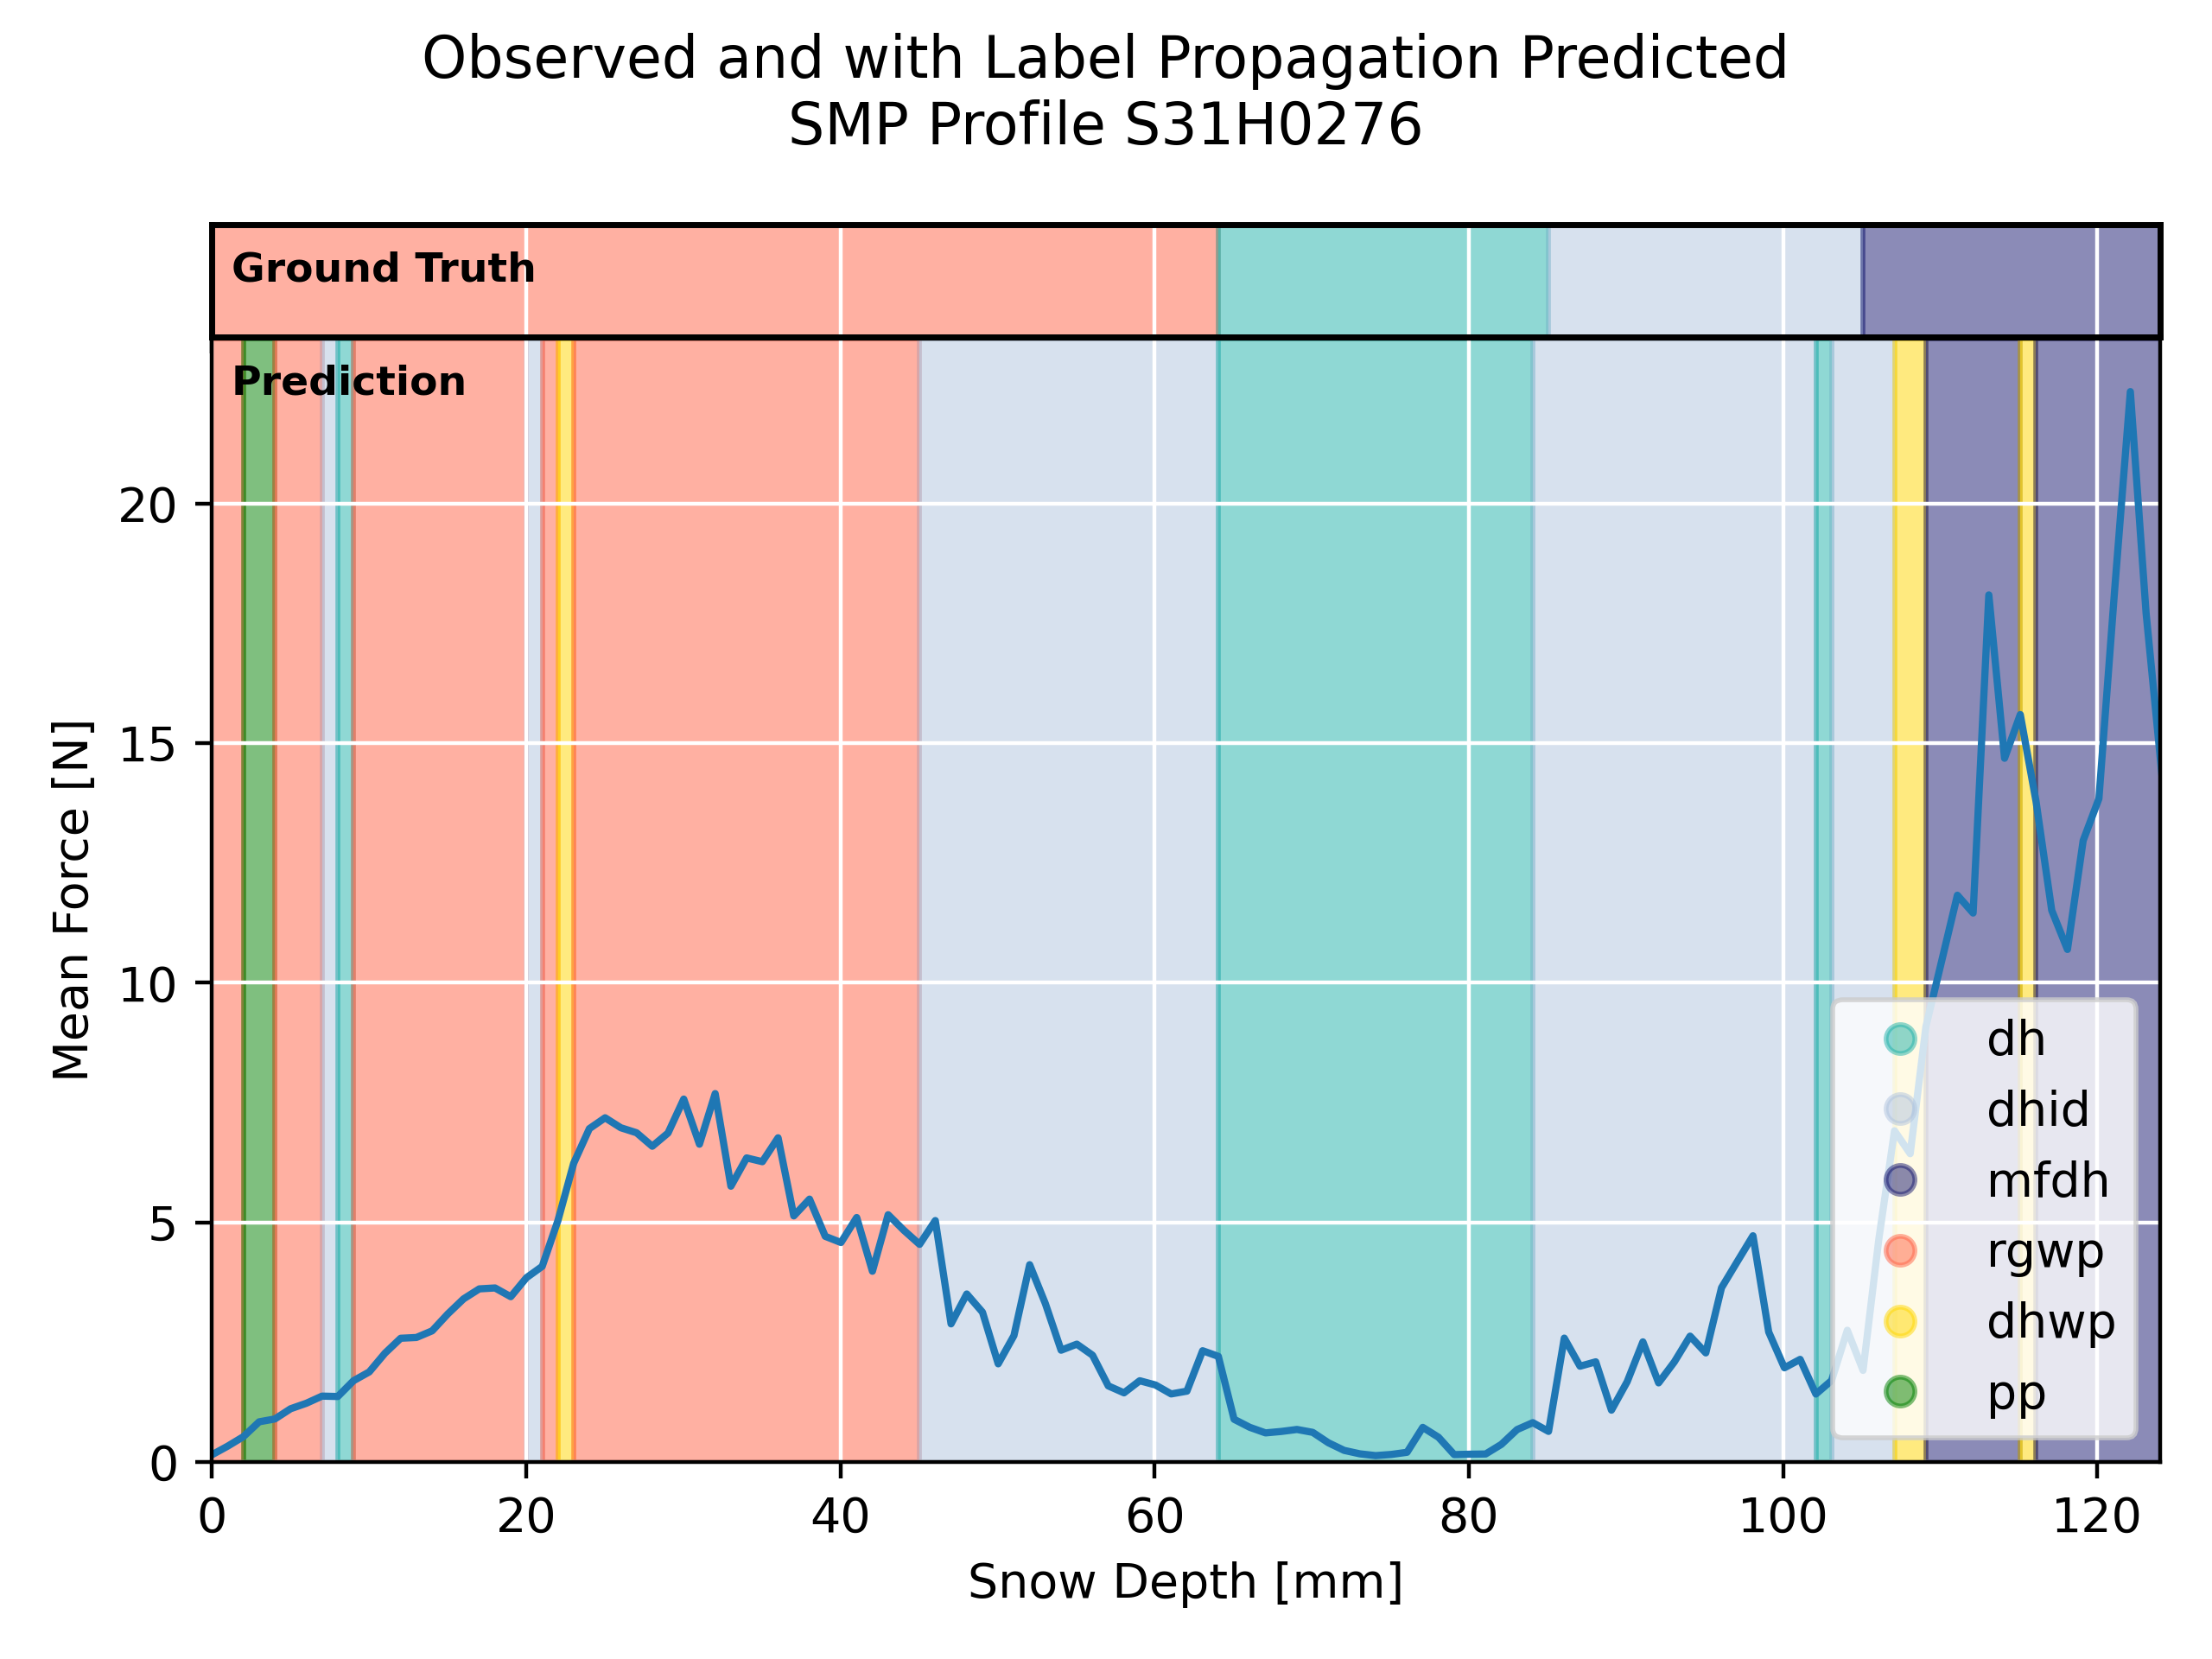 Observed and with Label Propagation Predicted
SMP Profile S31H0276
Ground Truth
Prediction
20
15
10
5
0
Mean Force [N]
dh
dhid
mfdh
rgwp
dhwp
pp
0 20 40 60 80 100 120
Snow Depth [mm]